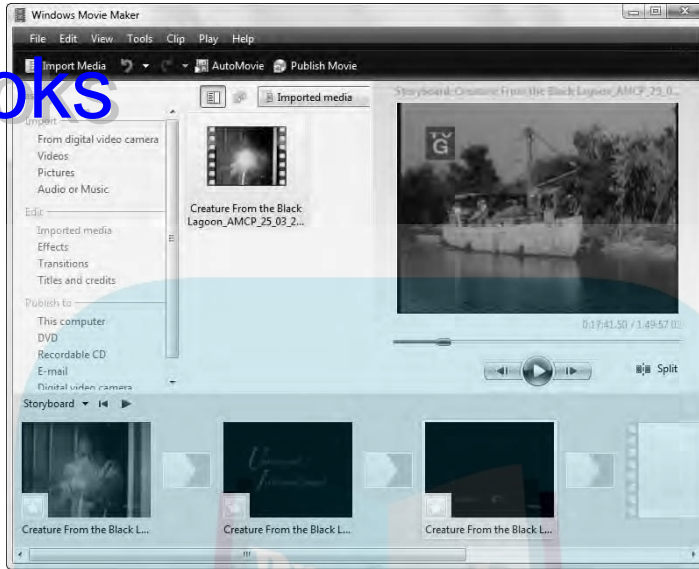 Windows Movie Maker
File Edit View Tools Clip Play Help
Import Media AutoMovie Publish Movie
oks
Import
From digital video camera
Videos
Pictures
Audio or Music
Edit
Imported media
Effects
Transitions
Titles and credits
Publish to
This computer
DVD
Recordable CD
E-mail
Digital video camera
Imported media
Creature From the Black
Lagoon_AMCP_25_03_2...
Storyboard: Creature From the Black Lagoon_AMCP_25_0...
TV
G
0:17:41.50 / 1:49:57.0
Split
Storyboard
Creature From the Black L...
Creature From the Black L...
Creature From the Black L...